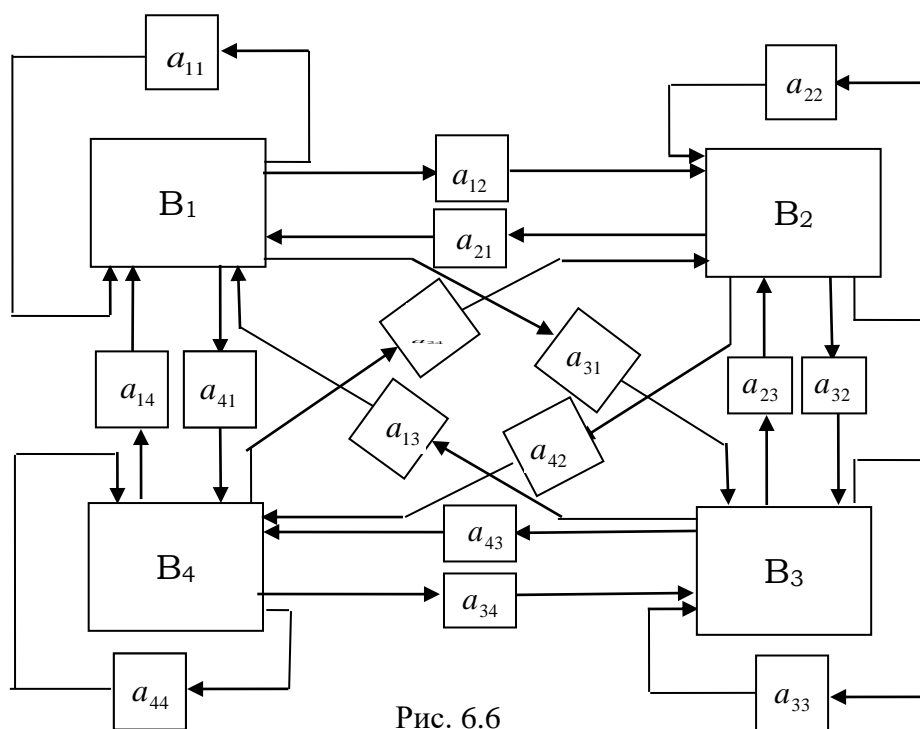 a₁₁
a₂₂
B₁
a₁₂
B₂
a₂₁
a₃₁
a₁₄
a₄₁
a₂₃
a₃₂
a₁₃
a₄₂
B₄
a₄₃
B₃
a₃₄
a₄₄
a₃₃
Рис. 6.6